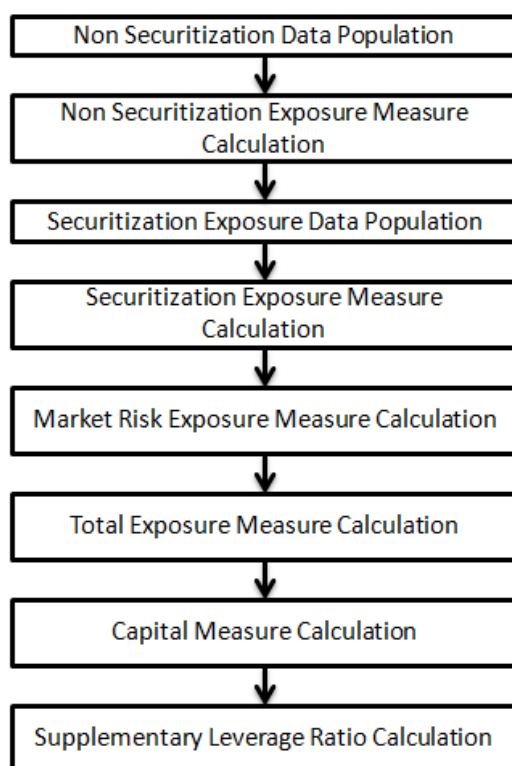 Non Securitization Data Population
Non Securitization Exposure Measure
Calculation
Securitization Exposure Data Population
Securitization Exposure Measure
Calculation
Market Risk Exposure Measure Calculation
Total Exposure Measure Calculation
Capital Measure Calculation
Supplementary Leverage Ratio Calculation